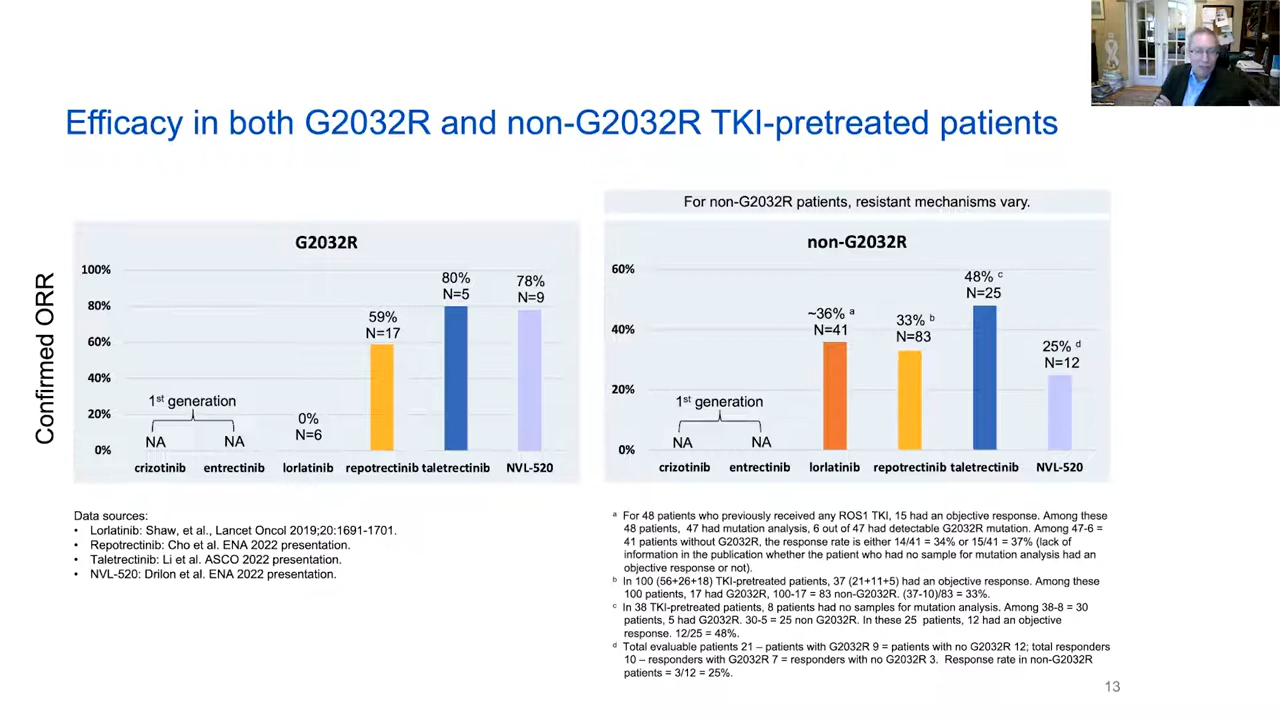 Efficacy in both G2032R and non-G2032R TKI-pretreated patients
Confirmed ORR
G2032R
100%
80%
60%
40%
20%
0%
1st generation
NA
NA
0%
N=6
59%
N=17
80%
N=5
78%
N=9
crizotinib
entrectinib
lorlatinib
repotrectinib
taletrectinib
NVL-520
For non-G2032R patients, resistant mechanisms vary.
non-G2032R
60%
40%
20%
0%
1st generation
NA
NA
~36% a
N=41
33% b
N=83
48% c
N=25
25% d
N=12
crizotinib
entrectinib
lorlatinib
repotrectinib
taletrectinib
NVL-520
Data sources:
• Lorlatinib: Shaw, et al., Lancet Oncol 2019;20:1691-1701.
• Repotrectinib: Cho et al. ENA 2022 presentation.
• Taletrectinib: Li et al. ASCO 2022 presentation.
• NVL-520: Drilon et al. ENA 2022 presentation.
a For 48 patients who previously received any ROS1 TKI, 15 had an objective response. Among these
48 patients, 47 had mutation analysis, 6 out of 47 had detectable G2032R mutation. Among 47-6 =
41 patients without G2032R, the response rate is either 14/41 = 34% or 15/41 = 37% (lack of
information in the publication whether the patient who had no sample for mutation analysis had an
objective response or not).
b In 100 (56+26+18) TKI-pretreated patients, 37 (21+11+5) had an objective response. Among these
100 patients, 17 had G2032R, 100-17 = 83 non-G2032R. (37-10)/83 = 33%.
c In 38 TKI-pretreated patients, 8 patients had no samples for mutation analysis. Among 38-8 = 30
patients, 5 had G2032R. 30-5 = 25 non G2032R. In these 25 patients, 12 had an objective
response. 12/25 = 48%.
d Total evaluable patients 21 – patients with G2032R 9 = patients with no G2032R 12; total responders
10 – responders with G2032R 7 = responders with no G2032R 3. Response rate in non-G2032R
patients = 3/12 = 25%.
13